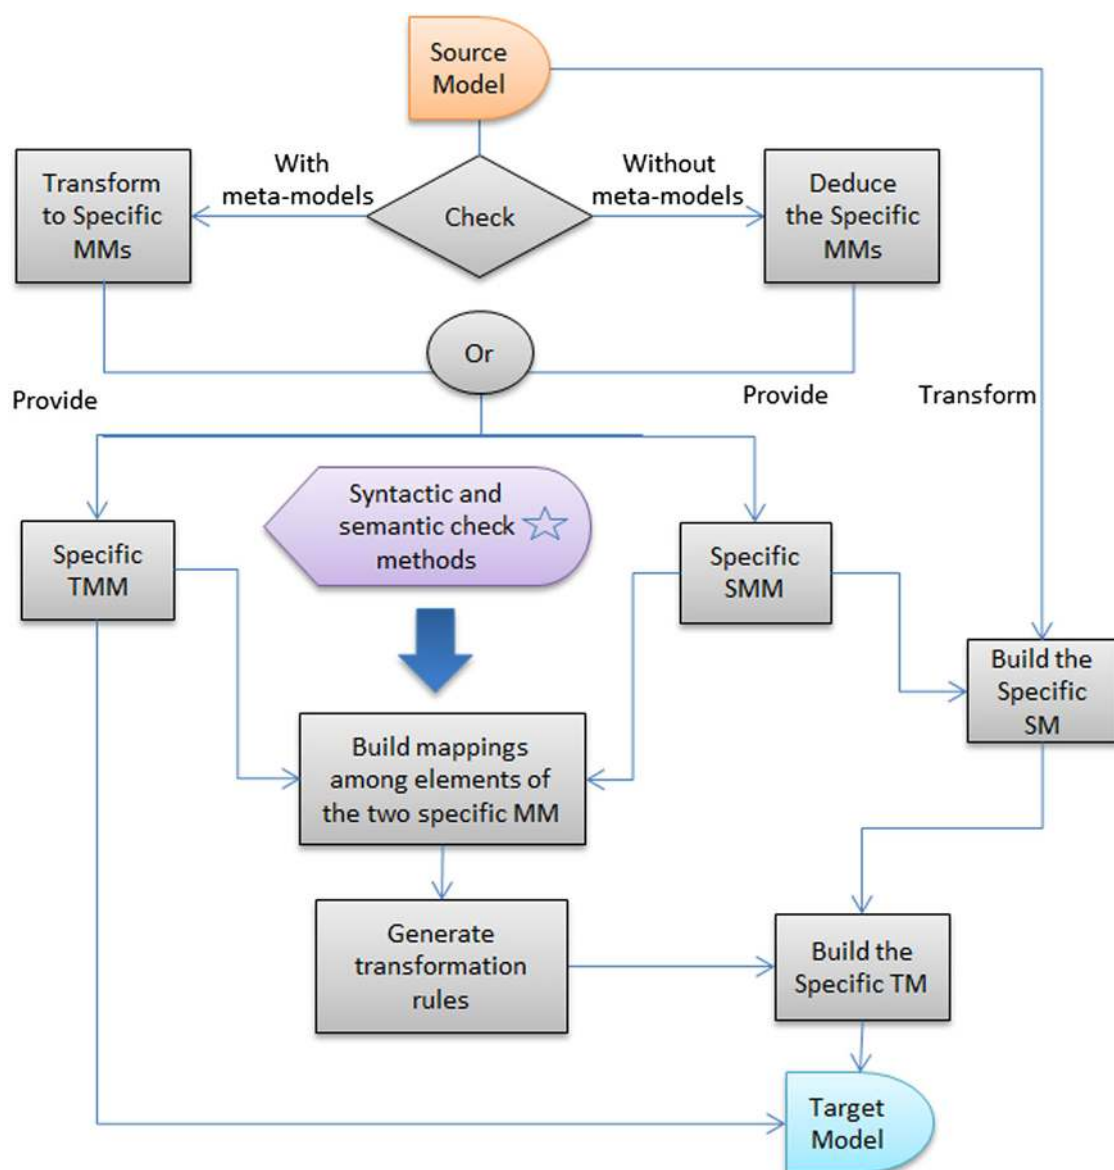 Source
Model
With
meta-models
Without
meta-models
Transform
to Specific
MMs
Check
Deduce
the Specific
MMs
Or
Provide
Provide
Transform
Syntactic and
semantic check
methods
Specific
TMM
Specific
SMM
Build the
Specific
SM
Build mappings
among elements of
the two specific MM
Generate
transformation
rules
Build the
Specific TM
Target
Model